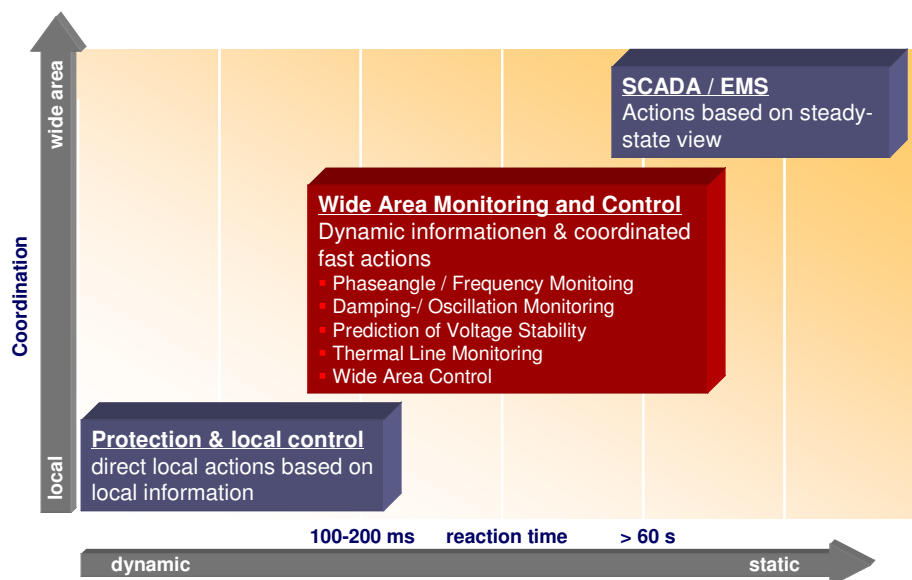 wide area
SCADA / EMS
Actions based on steady-
state view
Wide Area Monitoring and Control
Dynamic informationen & coordinated
fast actions
Phaseangle / Frequency Monitoing
Damping-/ Oscillation Monitoring
Prediction of Voltage Stability
Thermal Line Monitoring
Wide Area Control
Coordination
Protection & local control
direct local actions based on
local information
local
100-200 ms reaction time > 60 s
dynamic static